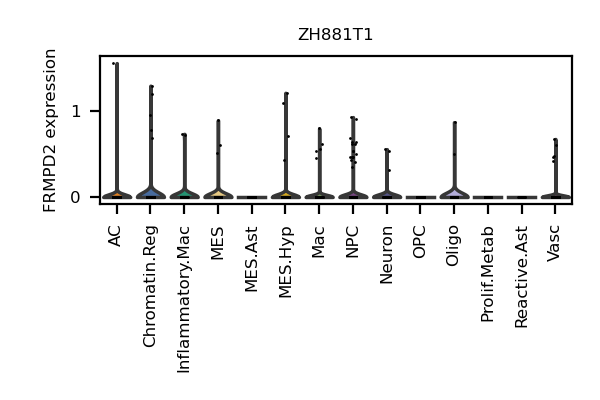 ZH881T1
FRMPD2 expression
1
0
AC
Chromatin.Reg
Inflammatory.Mac
MES
MES.Ast
MES.Hyp
Mac
NPC
Neuron
OPC
Oligo
Prolif.Metab
Reactive.Ast
Vasc